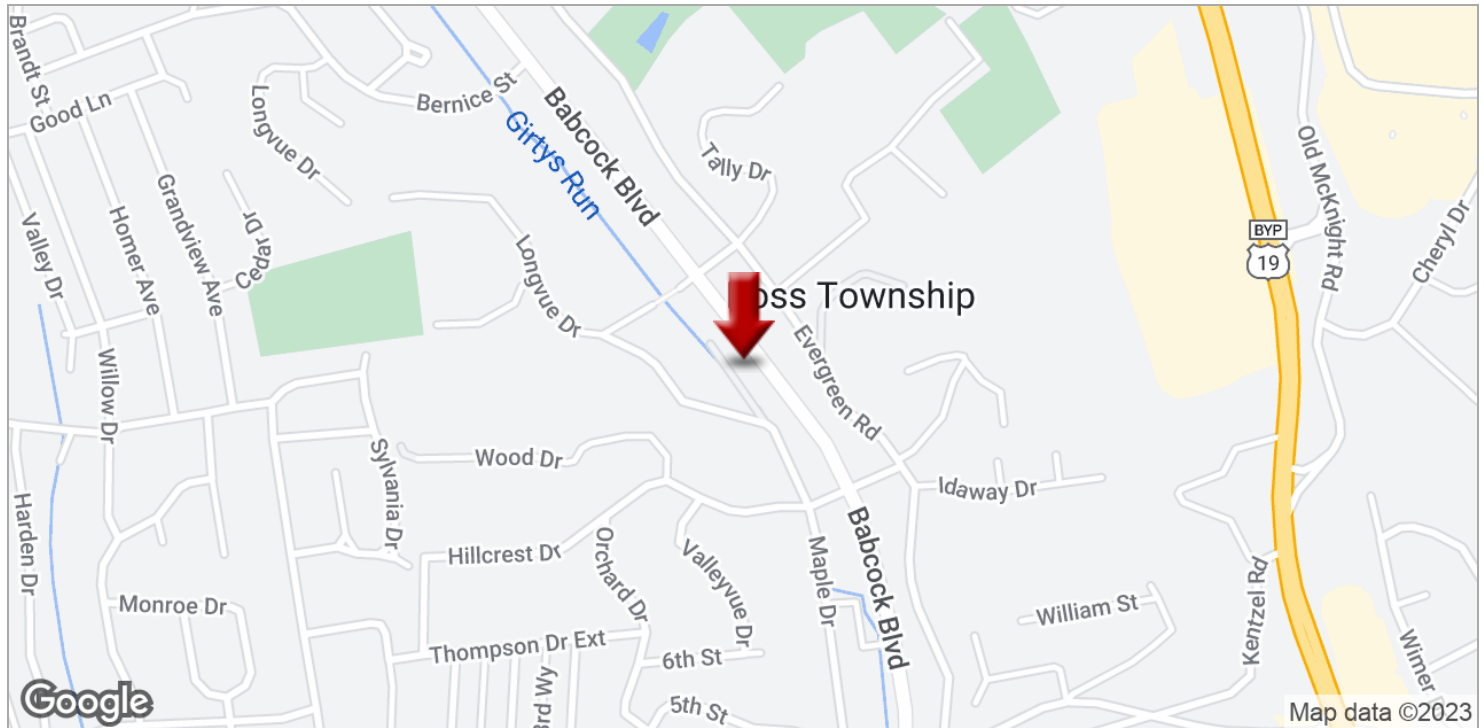 Brandt St
Good Ln
Longvue Dr
Bernice St
Babcock Blvd
Girtys Run
Tally Dr
Old McKnight Rd
BYP
19
Cheryl Dr
Valley Dr
Homer Ave
Grandview Ave
Cedar Dr
Longvue Dr
oss Township
Evergreen Rd
Willow Dr
Sylvania Dr
Wood Dr
Idaway Dr
Harden Dr
Hillcrest Dr
Orchard Dr
Valleyvue Dr
Maple Dr
Babcock Blvd
Monroe Dr
William St
Kentzel Rd
Wimer
Thompson Dr Ext
6th St
3rd Wy
5th St
Google
Map data ©2023